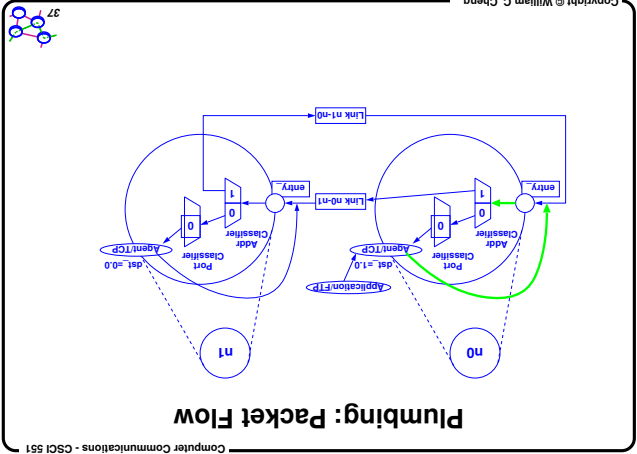 Computer Communications - CSCI 551
Plumbing: Packet Flow
n0
n1
Application/FTP
dst_=1.0
Agent/TCP
Port
Classifier
Addr
Classifier
0
0
1
entry_
Link n0-n1
dst_=0.0
Agent/TCP
Port
Classifier
Addr
Classifier
0
0
1
entry_
Link n1-n0
37
Copyright © William C. Cheng